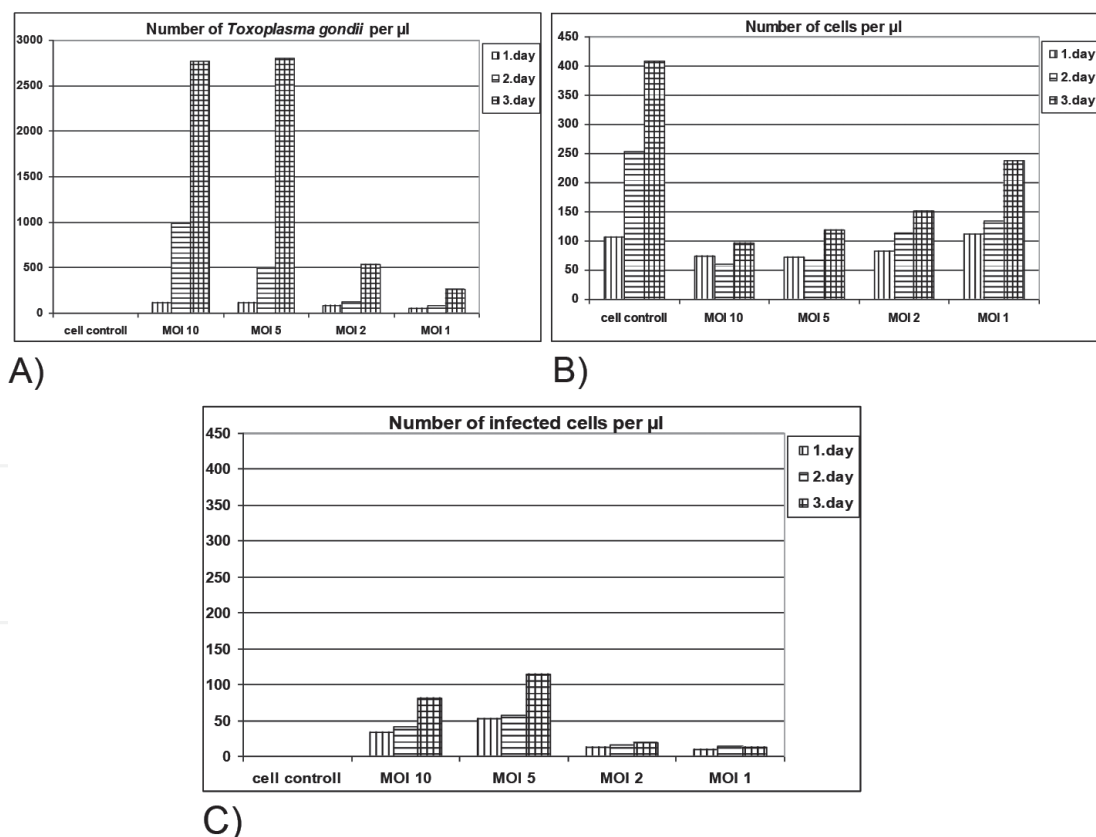 Number of Toxoplasma gondii per µl
3000
2500
2000
1500
1000
500
0
cell controll MOI 10 MOI 5 MOI 2 MOI 1
1.day
2.day
3.day
A)
Number of cells per µl
450
400
350
300
250
200
150
100
50
0
cell controll MOI 10 MOI 5 MOI 2 MOI 1
1.day
2.day
3.day
B)
Number of infected cells per µl
450
400
350
300
250
200
150
100
50
0
cell controll MOI 10 MOI 5 MOI 2 MOI 1
1.day
2.day
3.day
C)